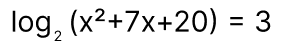 log₂ (x²+7x+20) = 3